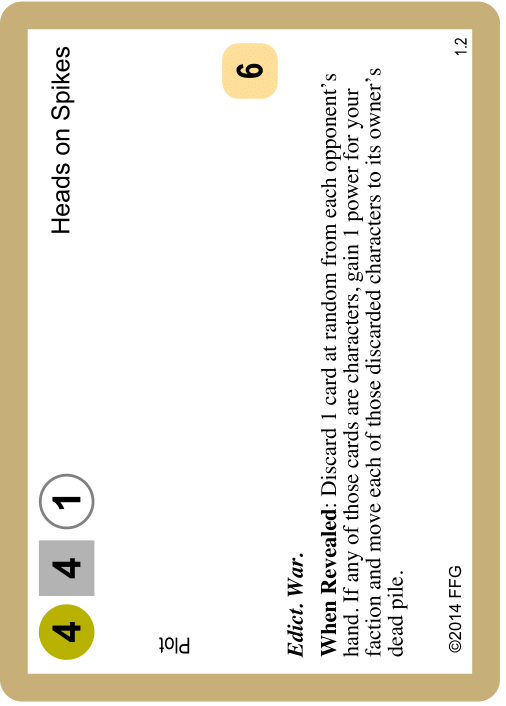 4 4 1 Heads on Spikes
Plot
6
Edict. War.
When Revealed: Discard 1 card at random from each opponent's
hand. If any of those cards are characters, gain 1 power for your
faction and move each of those discarded characters to its owner's
dead pile.
©2014 FFG 1.2